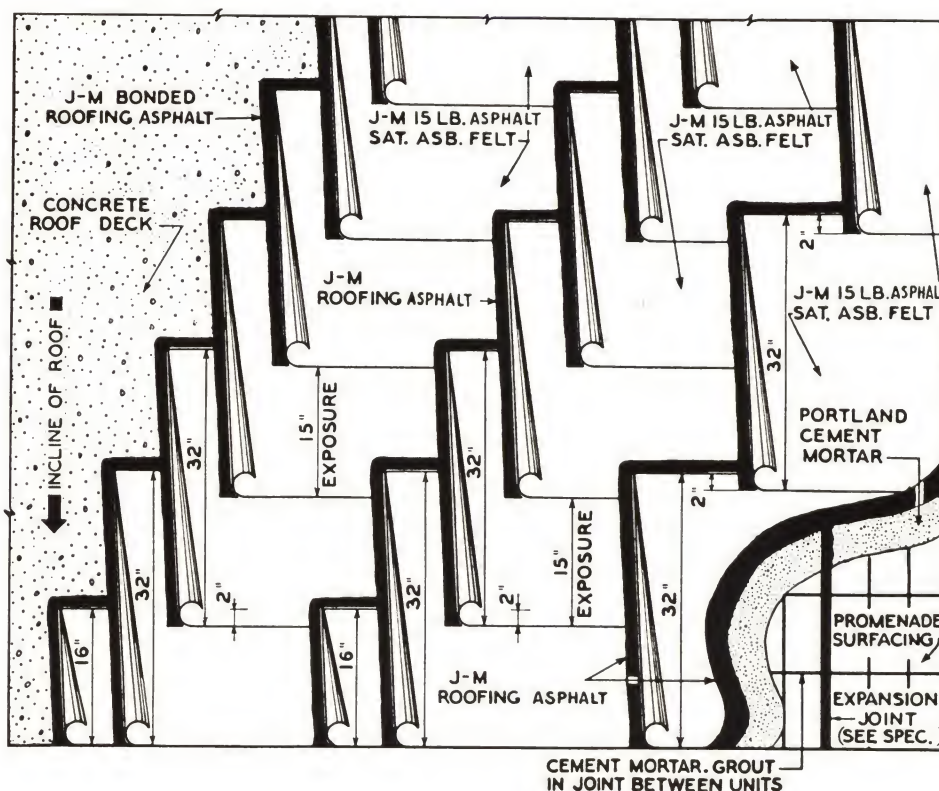 J-M BONDED
ROOFING ASPHALT
J-M 15 LB. ASPHALT
SAT. ASB. FELT
J-M 15 LB. ASPHALT
SAT. ASB. FELT
CONCRETE
ROOF DECK
2"
J-M
ROOFING ASPHALT
J-M 15 LB. ASPHALT
SAT. ASB. FELT
INCLINE OF ROOF
32"
15"
EXPOSURE
32"
32"
PORTLAND
CEMENT
MORTAR
2"
32"
2"
32"
2"
15"
EXPOSURE
32"
16"
16"
PROMENADE
SURFACING
J-M
ROOFING ASPHALT
EXPANSION
JOINT
(SEE SPEC.)
CEMENT MORTAR. GROUT
IN JOINT BETWEEN UNITS